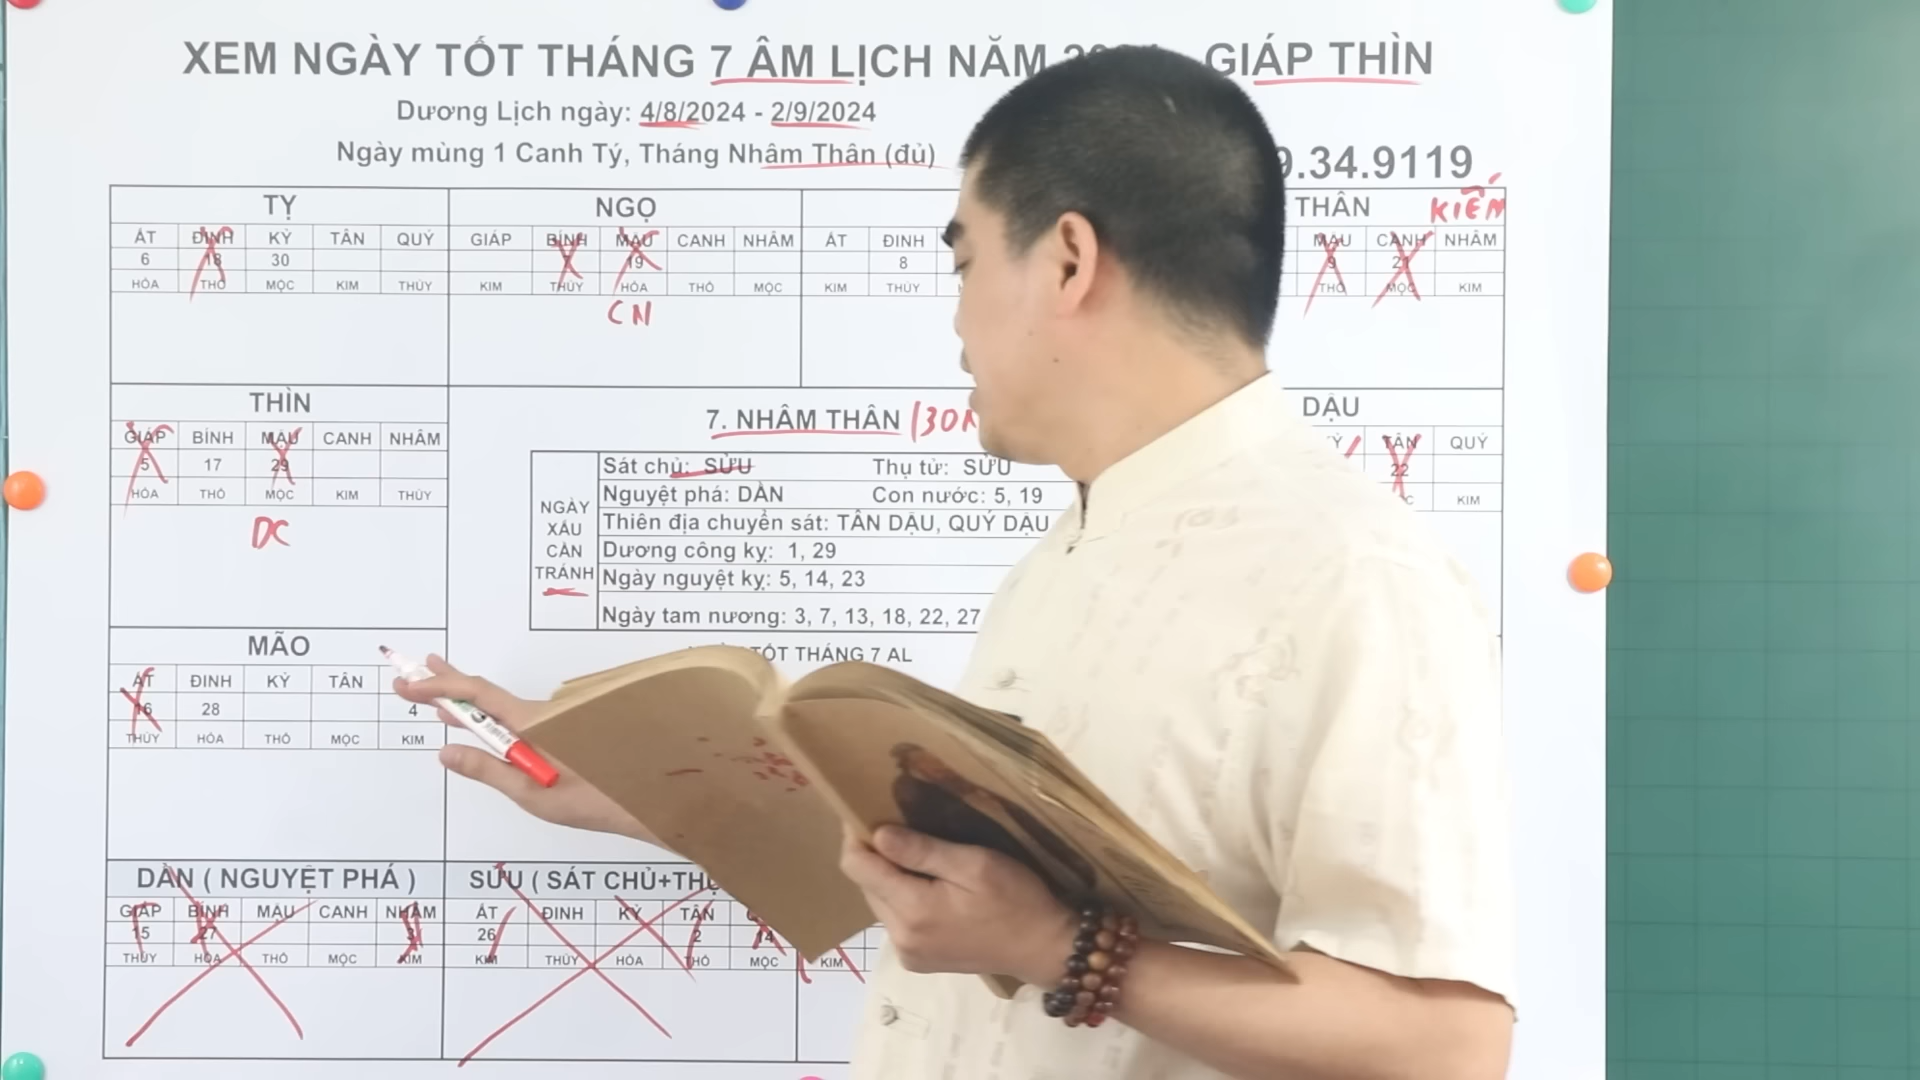 XEM NGÀY TỐT THÁNG 7 ÂM LỊCH NĂM GIÁP THÌN
Dương Lịch ngày: 4/8/2024 - 2/9/2024
Ngày mùng 1 Canh Tý, Tháng Nhâm Thân (đủ)
9.34.9119
TỴ
ẤT ĐINH KỶ TÂN QUÝ
6 18 30
HỎA THỔ MỘC KIM THỦY
NGỌ
GIÁP BÍNH MẬU CANH NHÂM
7 19
KIM THỦY HỎA THỔ MỘC
CN
ẤT ĐINH
8
KIM THỦY
THÂN KIẾN
MẬU CANH NHÂM
9 21
THỔ MỘC KIM
THÌN
GIÁP BÍNH MẬU CANH NHÂM
5 17 29
HỎA THỔ MỘC KIM THỦY
DC
7. NHÂM THÂN
NGÀY XẤU CẦN TRÁNH
Sát chủ: SỬU Thụ tử: SỬU
Nguyệt phá: DẦN Con nước: 5, 19
Thiên địa chuyển sát: TÂN DẬU, QUÝ DẬU
Dương công kỵ: 1, 29
Ngày nguyệt kỵ: 5, 14, 23
Ngày tam nương: 3, 7, 13, 18, 22, 27
TỐT THÁNG 7 AL
DẬU
TÂN QUÝ
22
KIM
MÃO
ẤT ĐINH KỶ TÂN
16 28 4
THỦY HỎA THỔ MỘC KIM
DẦN ( NGUYỆT PHÁ )
GIÁP BÍNH MẬU CANH NHÂM
15 27 3
THỦY HỎA THỔ MỘC KIM
SỬU ( SÁT CHỦ+THỤ
ẤT ĐINH KỶ TÂN
26 2 14
KIM THỦY HỎA THỔ MỘC
KIM